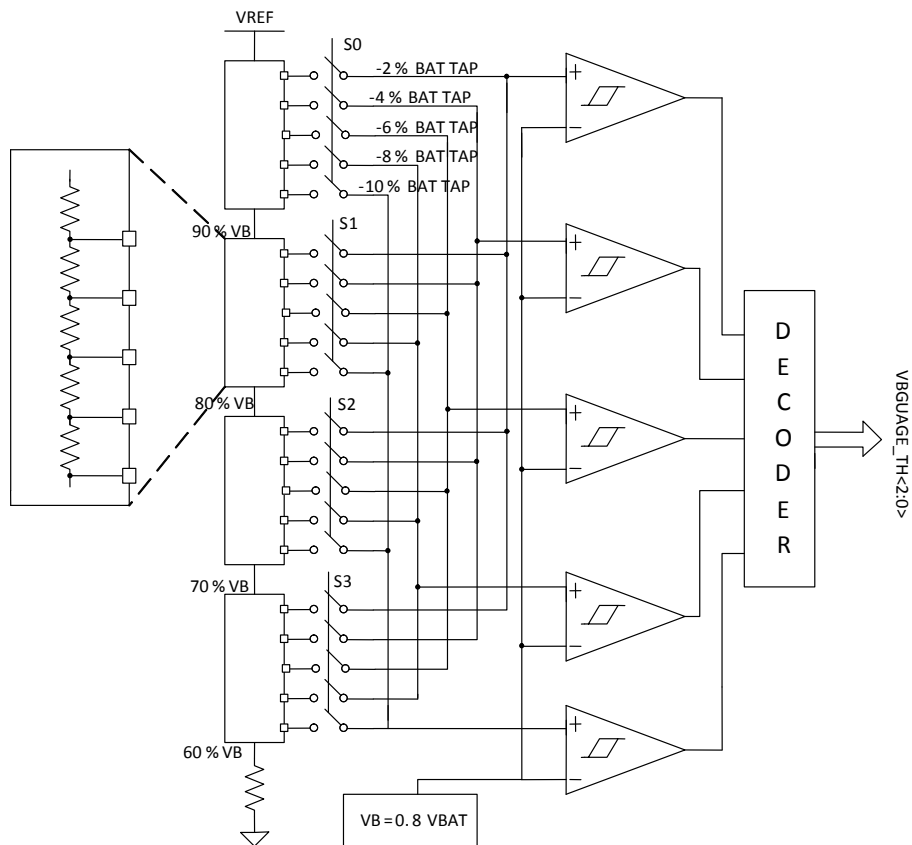 VREF
S0
-2 % BAT TAP
-4 % BAT TAP
-6 % BAT TAP
-8 % BAT TAP
-10 % BAT TAP
90 % VB
S1
80 % VB
S2
70 % VB
S3
60 % VB
VB = 0. 8 VBAT
+
−
+
−
+
−
+
−
+
−
DECODER
VBGUAGE_TH<2:0>